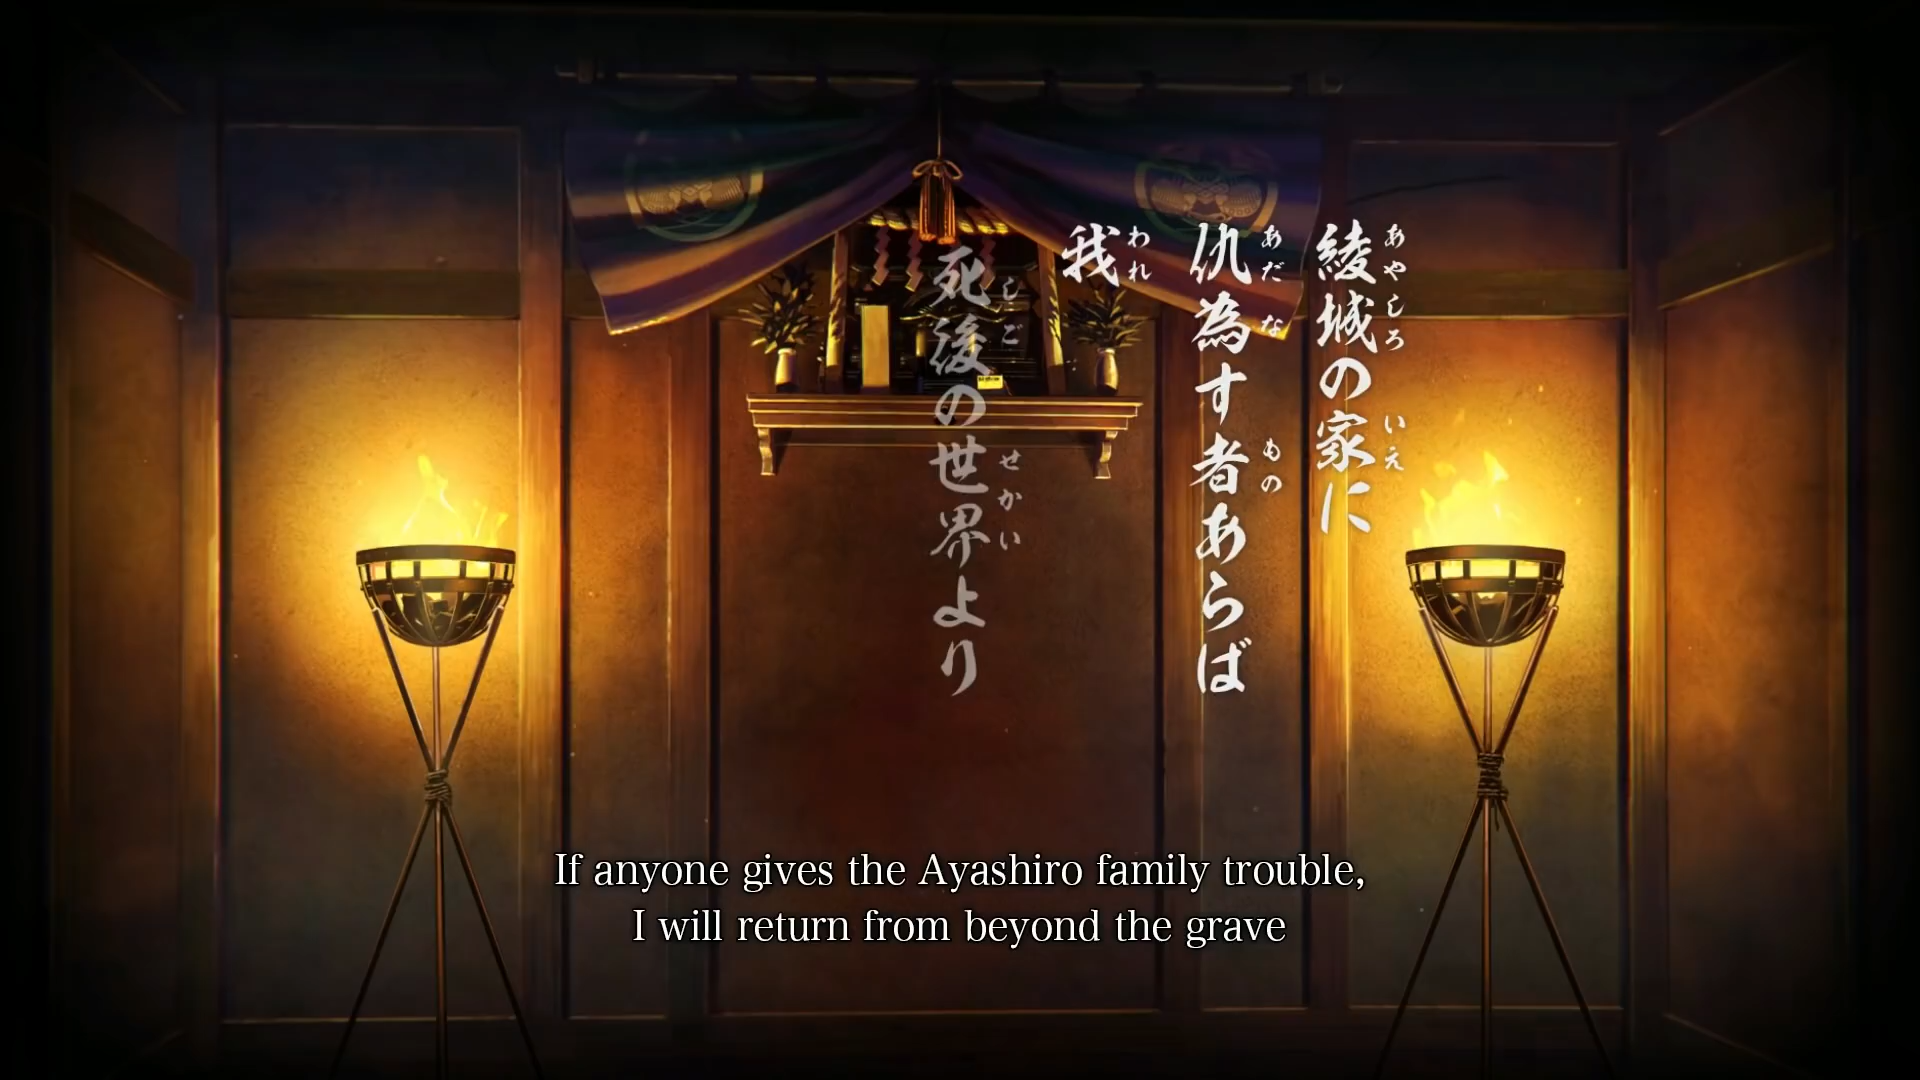 綾城の家に
仇為す者あらば
我
死後の世界より
If anyone gives the Ayashiro family trouble,
I will return from beyond the grave